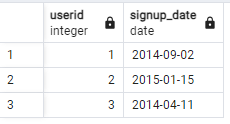 userid signup_date
integer date
1 1 2014-09-02
2 2 2015-01-15
3 3 2014-04-11